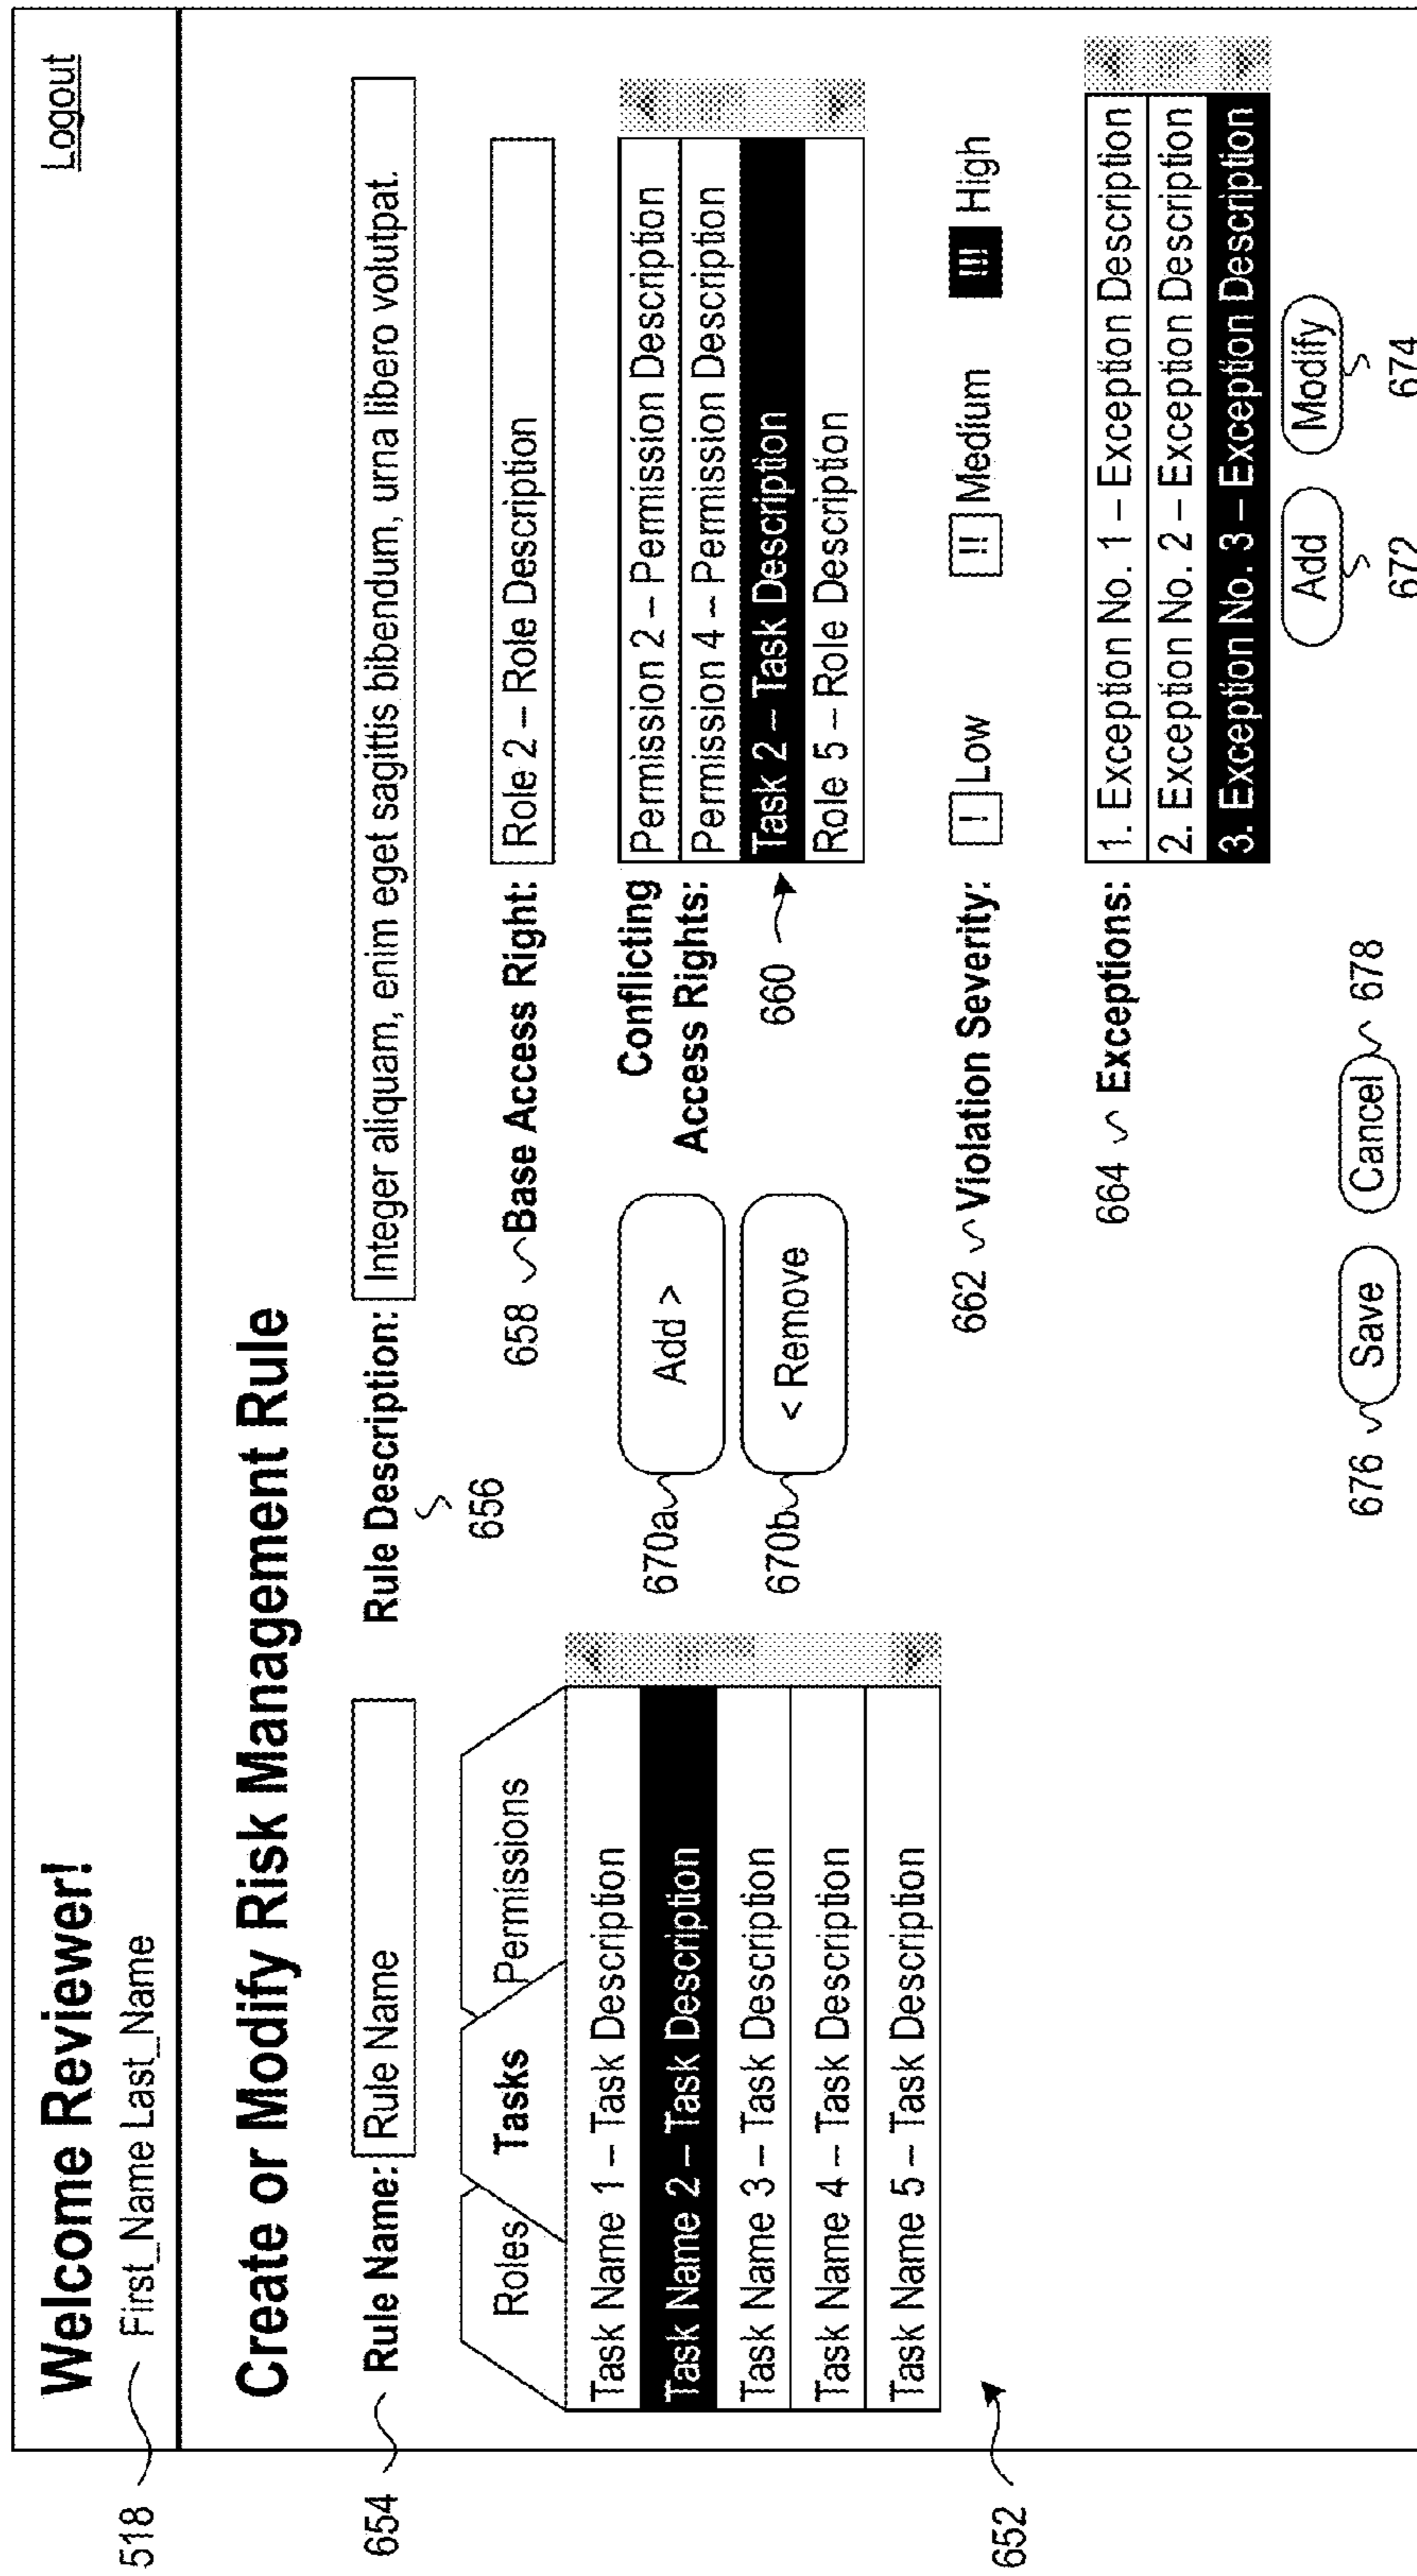 Welcome Reviewer!
Logout
518 First_Name Last_Name
Create or Modify Risk Management Rule
654 Rule Name: Rule Name
Rule Description: Integer aliquam, enim eget sagittis bibendum, urna libero volutpat.
656
Roles Tasks Permissions
Task Name 1 – Task Description
Task Name 2 – Task Description
Task Name 3 – Task Description
Task Name 4 – Task Description
Task Name 5 – Task Description
652
658 Base Access Right: Role 2 – Role Description
670a Add >
670b < Remove
Conflicting
Access Rights:
660
Permission 2 – Permission Description
Permission 4 – Permission Description
Task 2 – Task Description
Role 5 – Role Description
662 Violation Severity: ! Low !! Medium !!! High
664 Exceptions:
1. Exception No. 1 – Exception Description
2. Exception No. 2 – Exception Description
3. Exception No. 3 – Exception Description
Add Modify
672 674
676 Save Cancel 678